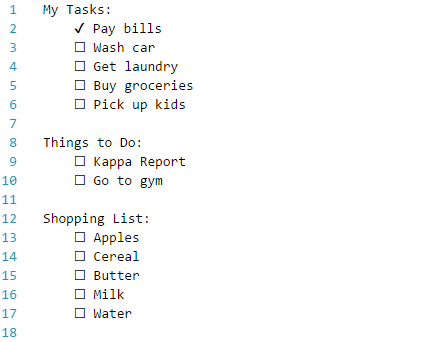 1 My Tasks:
2 ✓ Pay bills
3 ☐ Wash car
4 ☐ Get laundry
5 ☐ Buy groceries
6 ☐ Pick up kids
7
8 Things to Do:
9 ☐ Kappa Report
10 ☐ Go to gym
11
12 Shopping List:
13 ☐ Apples
14 ☐ Cereal
15 ☐ Butter
16 ☐ Milk
17 ☐ Water
18